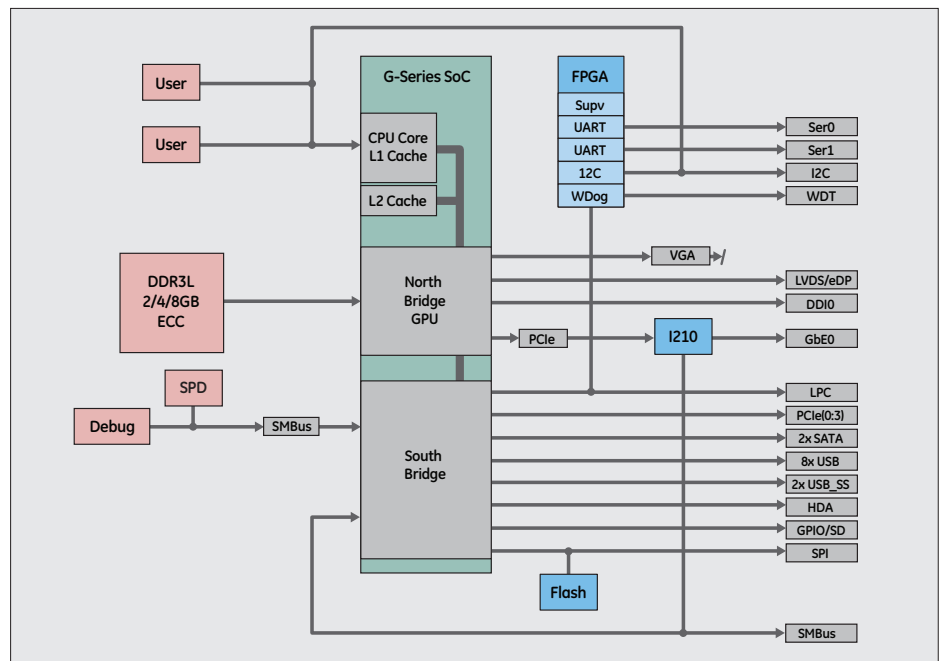 G-Series SoC
FPGA
User
Supv
UART
Ser0
User
CPU Core
L1 Cache
UART
Ser1
12C
I2C
L2 Cache
WDog
WDT
VGA
DDR3L
2/4/8GB
ECC
North
Bridge
GPU
LVDS/eDP
DDI0
PCIe
I210
GbE0
SPD
LPC
Debug
SMBus
PCIe(0:3)
2x SATA
South
Bridge
8x USB
2x USB_SS
HDA
GPIO/SD
SPI
Flash
SMBus